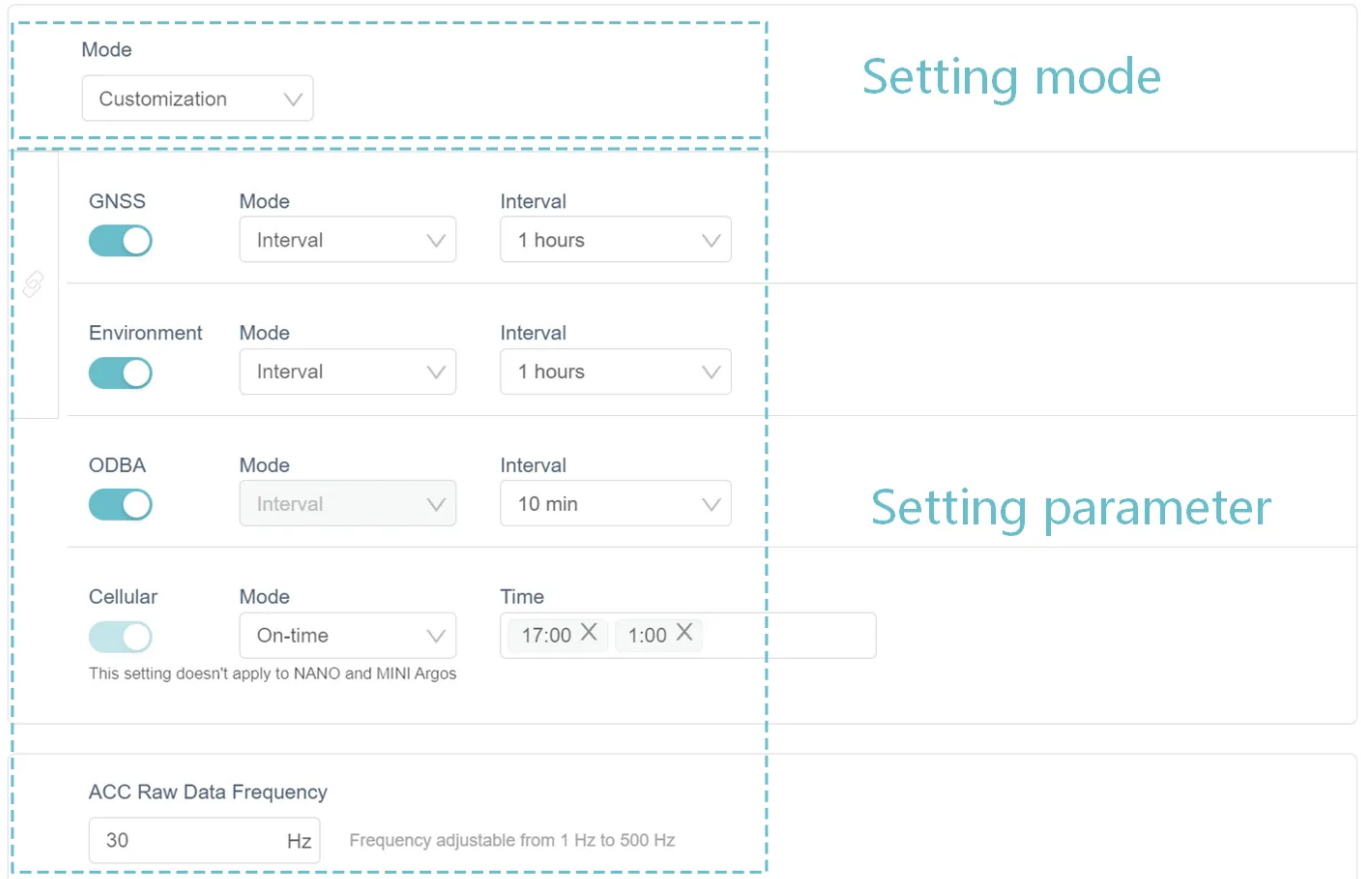 Mode
Customization
Setting mode
GNSS Mode Interval
Interval 1 hours
Environment Mode Interval
Interval 1 hours
ODBA Mode Interval
Interval 10 min
Setting parameter
Cellular Mode Time
On-time 17:00 X 1:00 X
This setting doesn't apply to NANO and MINI Argos
ACC Raw Data Frequency
30 Hz Frequency adjustable from 1 Hz to 500 Hz